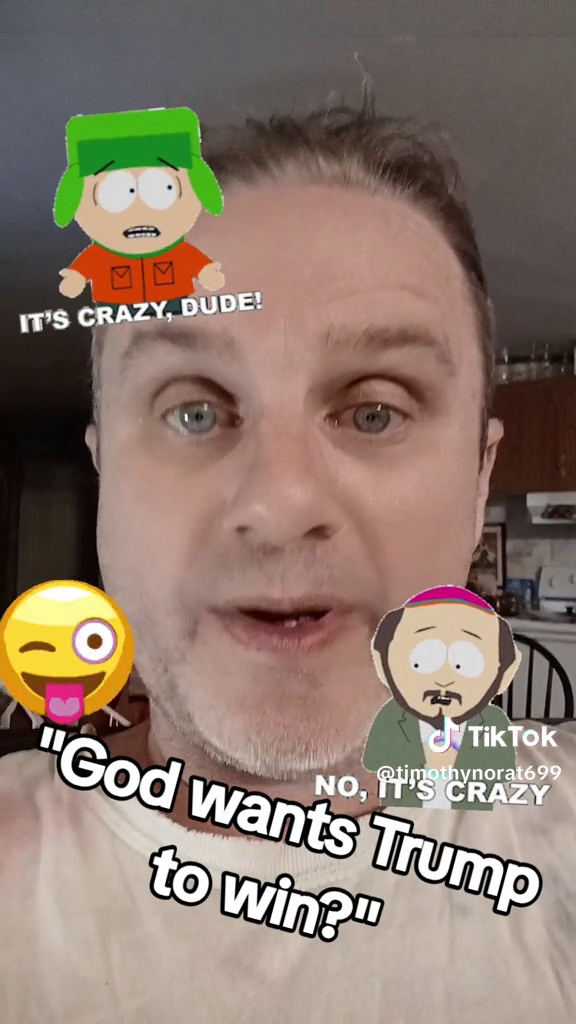 IT'S CRAZY, DUDE!
TikTok
@timothynorat699
NO, IT'S CRAZY
"God wants Trump
to win?"